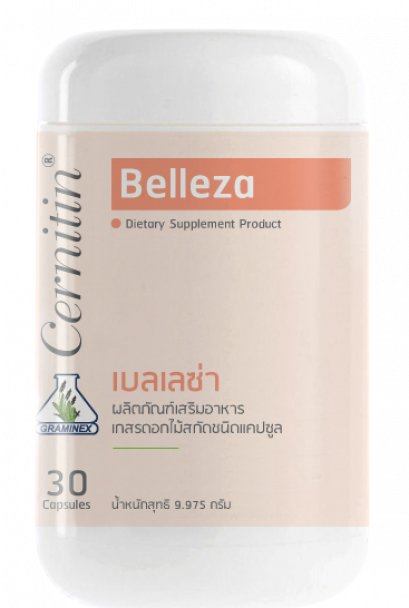 Belleza
Dietary Supplement Product
Cernitin®
เบลเลซ่า
ผลิตภัณฑ์เสริมอาหาร
เกสรดอกไม้สกัดชนิดแคปซูล
GRAMINEX
30
Capsules
น้ำหนักสุทธิ 9.975 กรัม